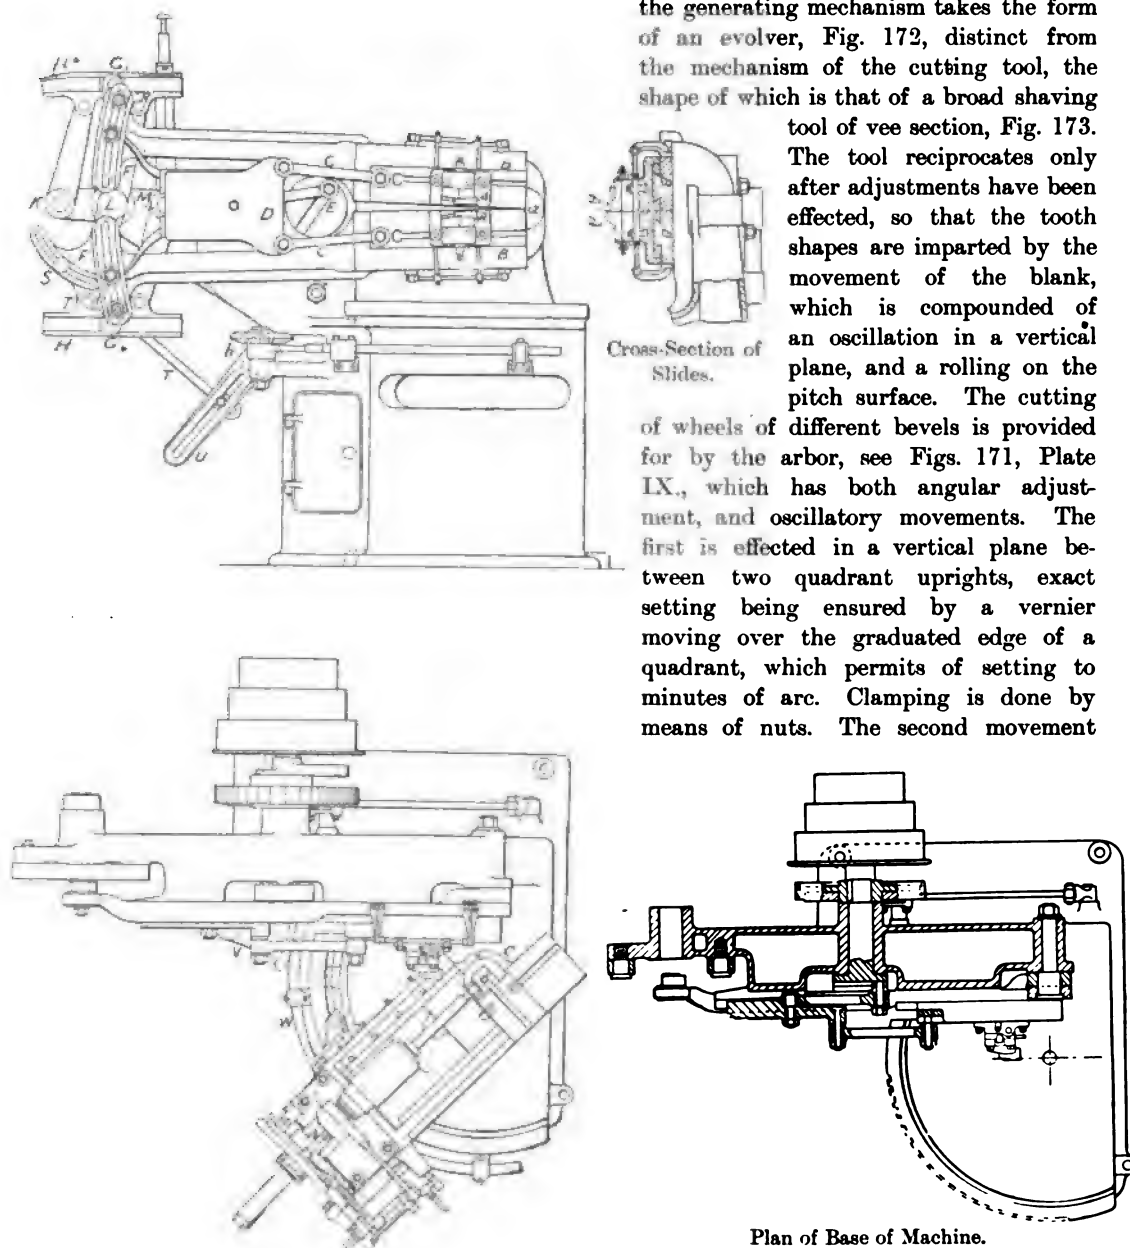 the generating mechanism takes the form
of an evolver, Fig. 172, distinct from
the mechanism of the cutting tool, the
shape of which is that of a broad shaving
tool of vee section, Fig. 173.
The tool reciprocates only
after adjustments have been
effected, so that the tooth
shapes are imparted by the
movement of the blank,
which is compounded of
an oscillation in a vertical
plane, and a rolling on the
pitch surface. The cutting
of wheels of different bevels is provided
for by the arbor, see Figs. 171, Plate
IX., which has both angular adjust-
ment, and oscillatory movements. The
first is effected in a vertical plane be-
tween two quadrant uprights, exact
setting being ensured by a vernier
moving over the graduated edge of a
quadrant, which permits of setting to
minutes of arc. Clamping is done by
means of nuts. The second movement
Cross-Section of
Slides.
K
L
M
C
D
E
C
C
C
B
F
S
T
H
G
T
h
U
V
W
C
Plan of Base of Machine.